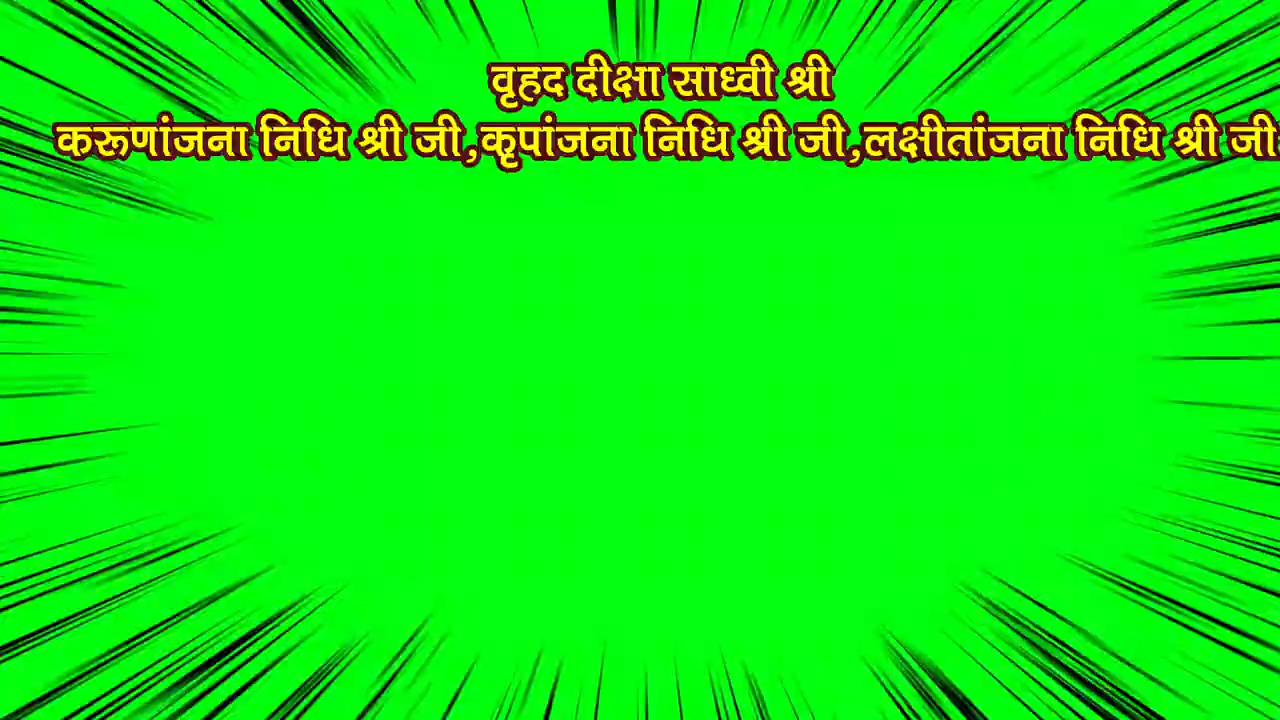 वृहद दीक्षा साध्वी श्री
करूणांजना निधि श्री जी,कृपांजना निधि श्री जी,लक्षीतांजना निधि श्री जी